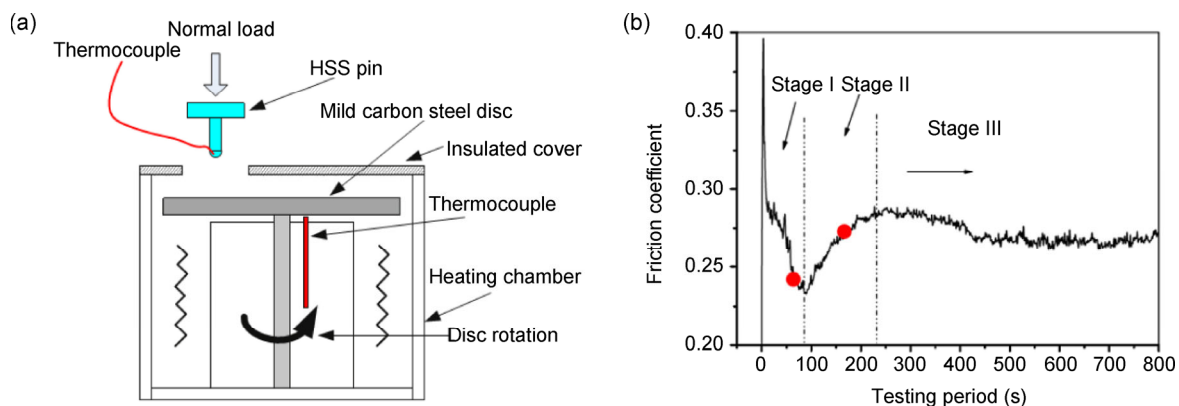 (a)
Normal load
Thermocouple
HSS pin
Mild carbon steel disc
Insulated cover
Thermocouple
Heating chamber
Disc rotation
(b)
0.40
0.35
0.30
0.25
0.20
Friction coefficient
Stage I Stage II
Stage III
0 100 200 300 400 500 600 700 800
Testing period (s)